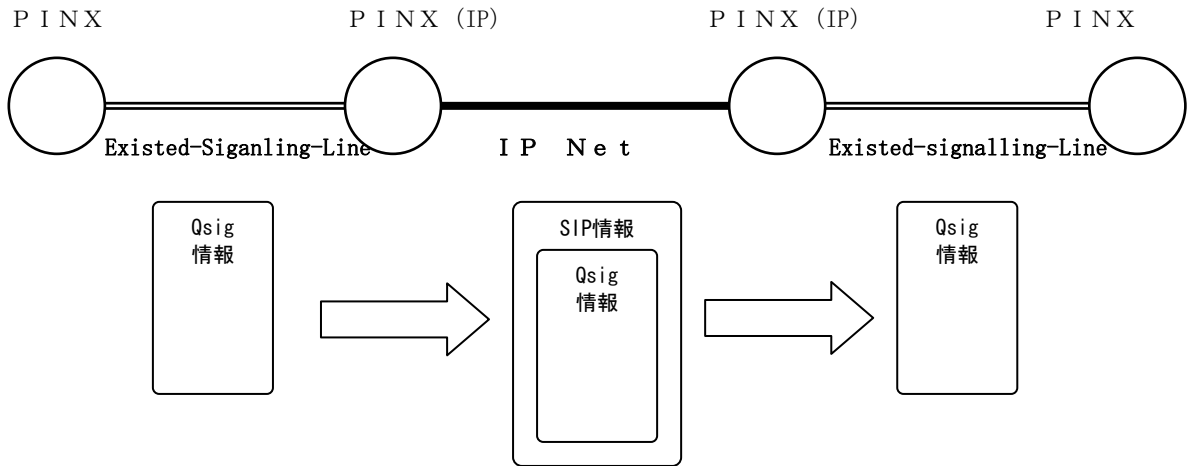 ＰＩＮＸ
ＰＩＮＸ (IP)
ＰＩＮＸ (IP)
ＰＩＮＸ
Existed-Siganling-Line
ＩＰ　Ｎｅｔ
Existed-signalling-Line
Qsig
情報
SIP情報
Qsig
情報
Qsig
情報